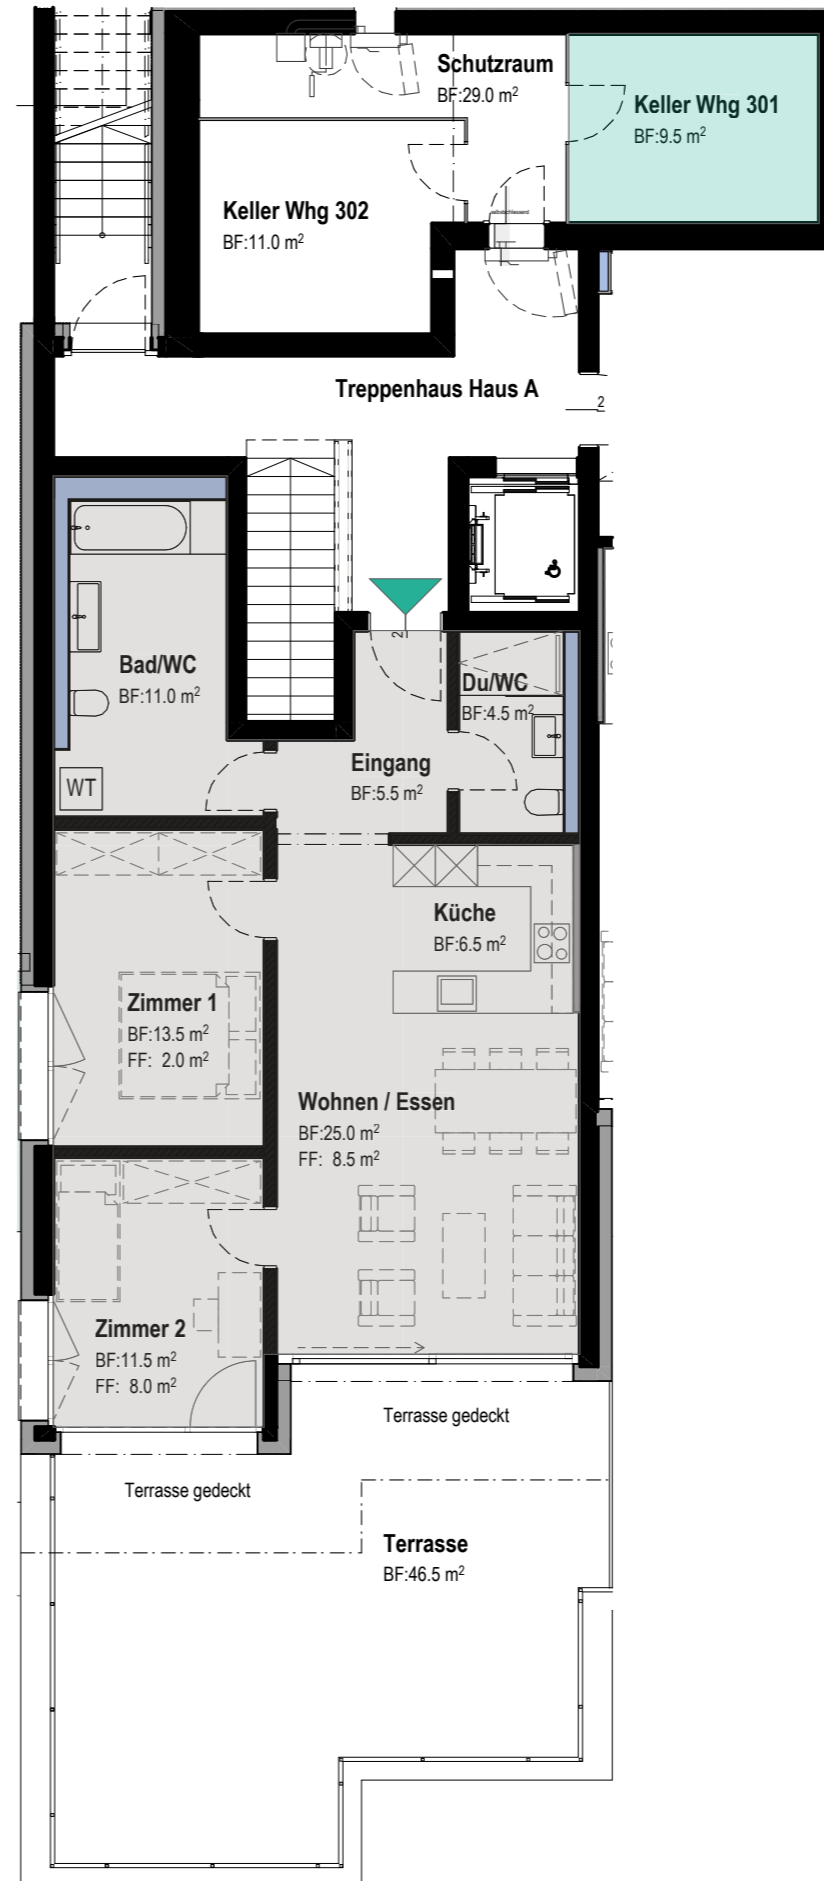 Schutzraum
BF:29.0 m²
Keller Whg 301
BF:9.5 m²
Keller Whg 302
BF:11.0 m²
Treppenhaus Haus A
2
2
Bad/WC
BF:11.0 m²
Du/WC
BF:4.5 m²
Eingang
BF:5.5 m²
WT
Küche
BF:6.5 m²
Zimmer 1
BF:13.5 m²
FF: 2.0 m²
Wohnen / Essen
BF:25.0 m²
FF: 8.5 m²
Zimmer 2
BF:11.5 m²
FF: 8.0 m²
Terrasse gedeckt
Terrasse gedeckt
Terrasse
BF:46.5 m²